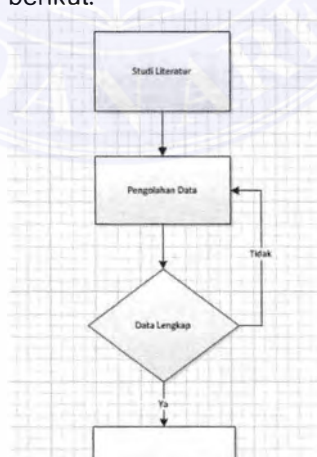 berikut:
Studi Literatur
Pengolahan Data
Tidak
Data Lengkap
Ya